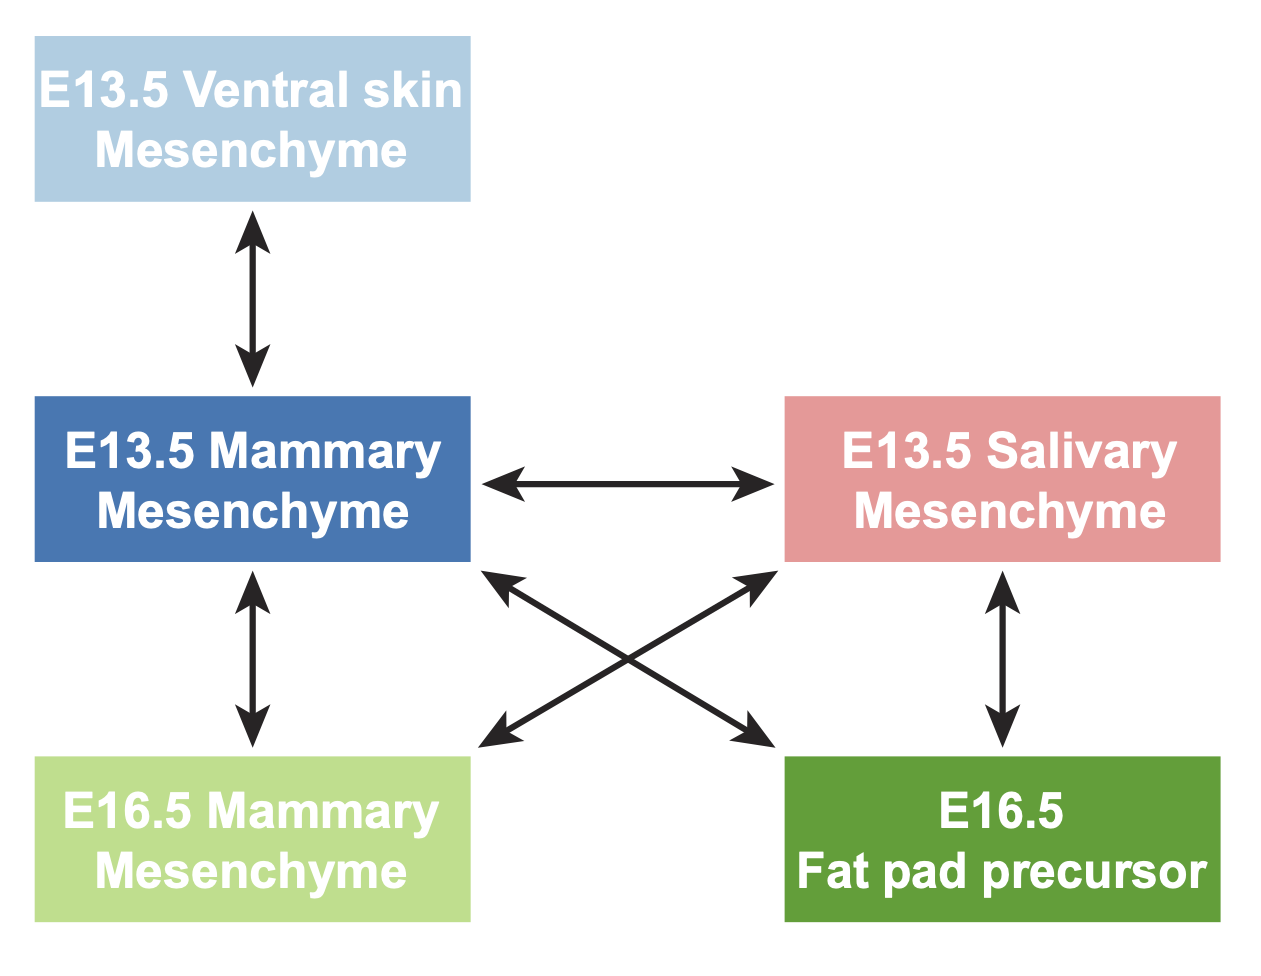 E13.5 Ventral skin
Mesenchyme
E13.5 Mammary
Mesenchyme
E13.5 Salivary
Mesenchyme
E16.5 Mammary
Mesenchyme
E16.5
Fat pad precursor